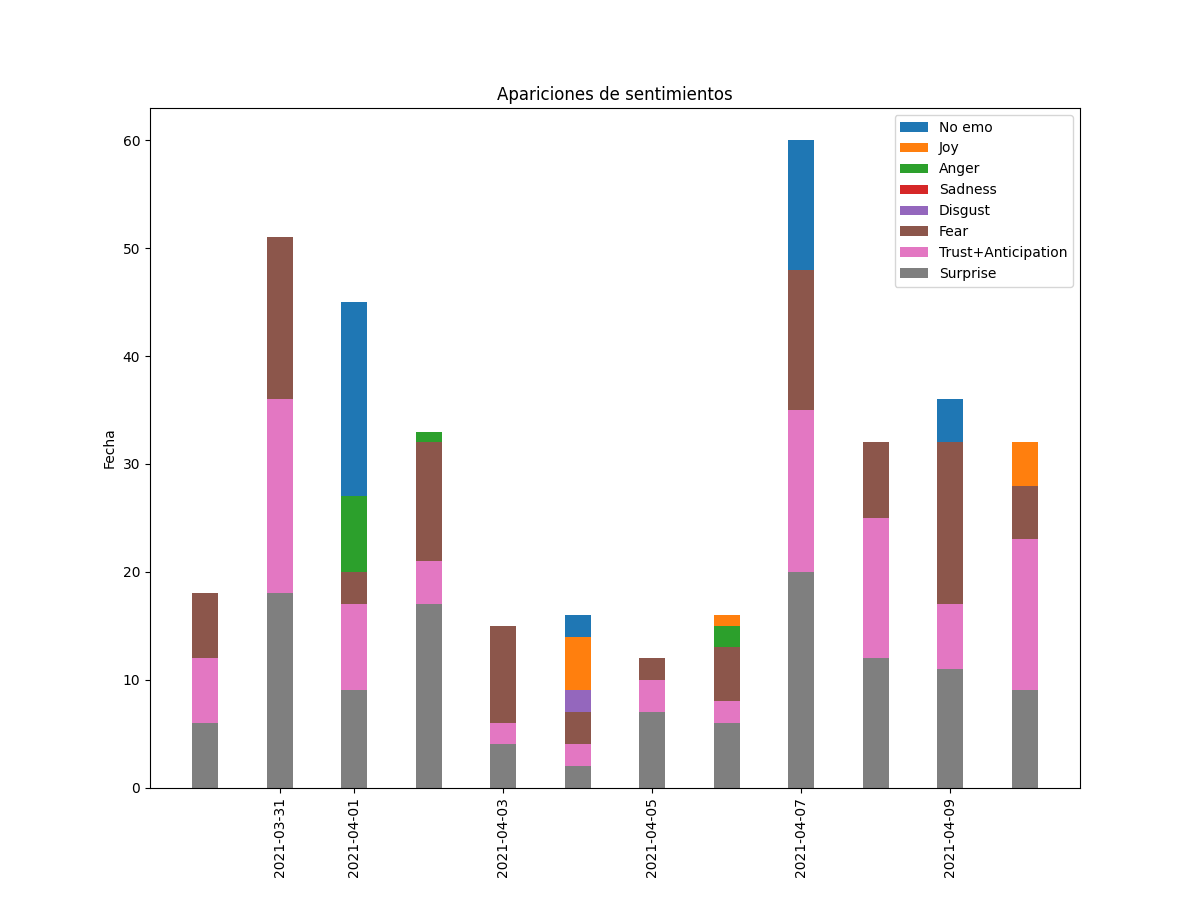 Apariciones de sentimientos
No emo
Joy
Anger
Sadness
Disgust
Fear
Trust+Anticipation
Surprise
Fecha
60
50
40
30
20
10
0
2021-03-31
2021-04-01
2021-04-03
2021-04-05
2021-04-07
2021-04-09